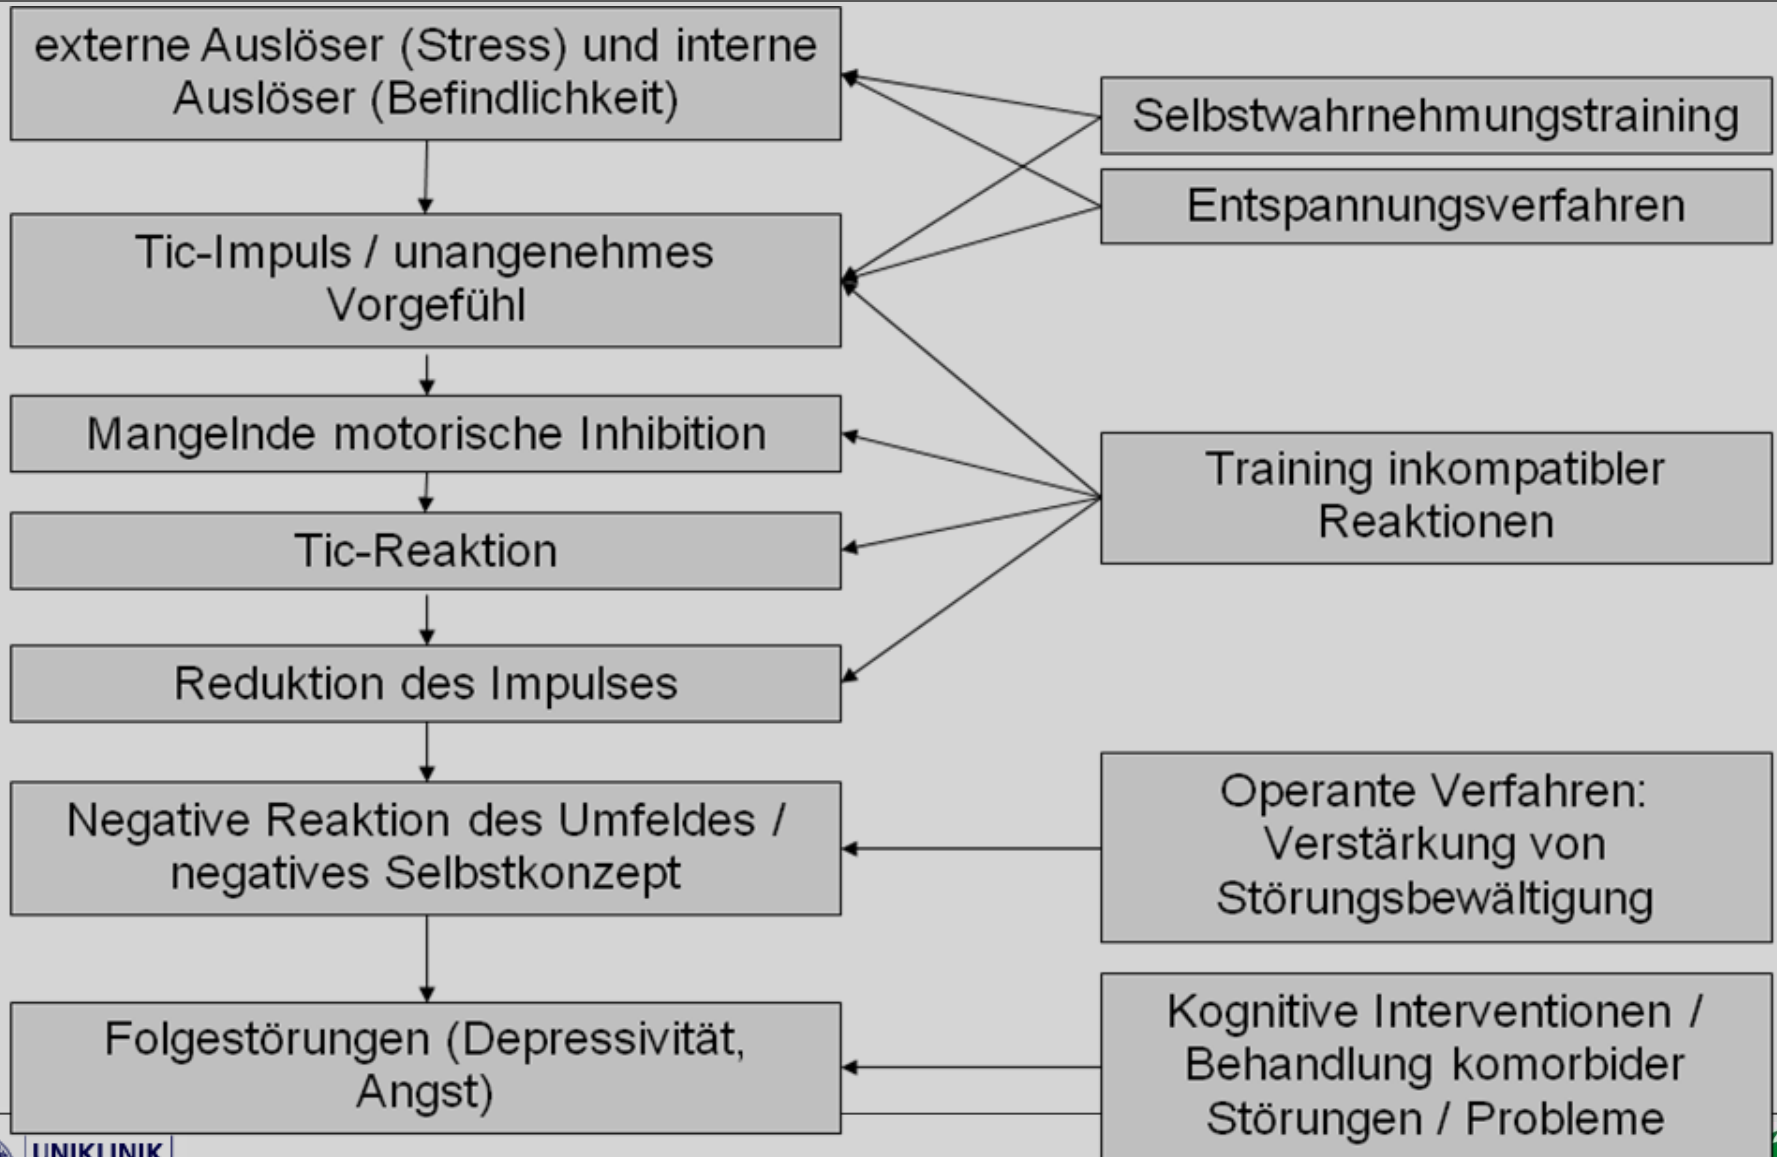 externe Auslöser (Stress) und interne
Auslöser (Befindlichkeit)
Selbstwahrnehmungstraining
Entspannungsverfahren
Tic-Impuls / unangenehmes
Vorgefühl
Mangelnde motorische Inhibition
Training inkompatibler
Reaktionen
Tic-Reaktion
Reduktion des Impulses
Negative Reaktion des Umfeldes /
negatives Selbstkonzept
Operante Verfahren:
Verstärkung von
Störungsbewältigung
Folgestörungen (Depressivität,
Angst)
Kognitive Interventionen /
Behandlung komorbider
Störungen / Probleme
UNIKLINIK